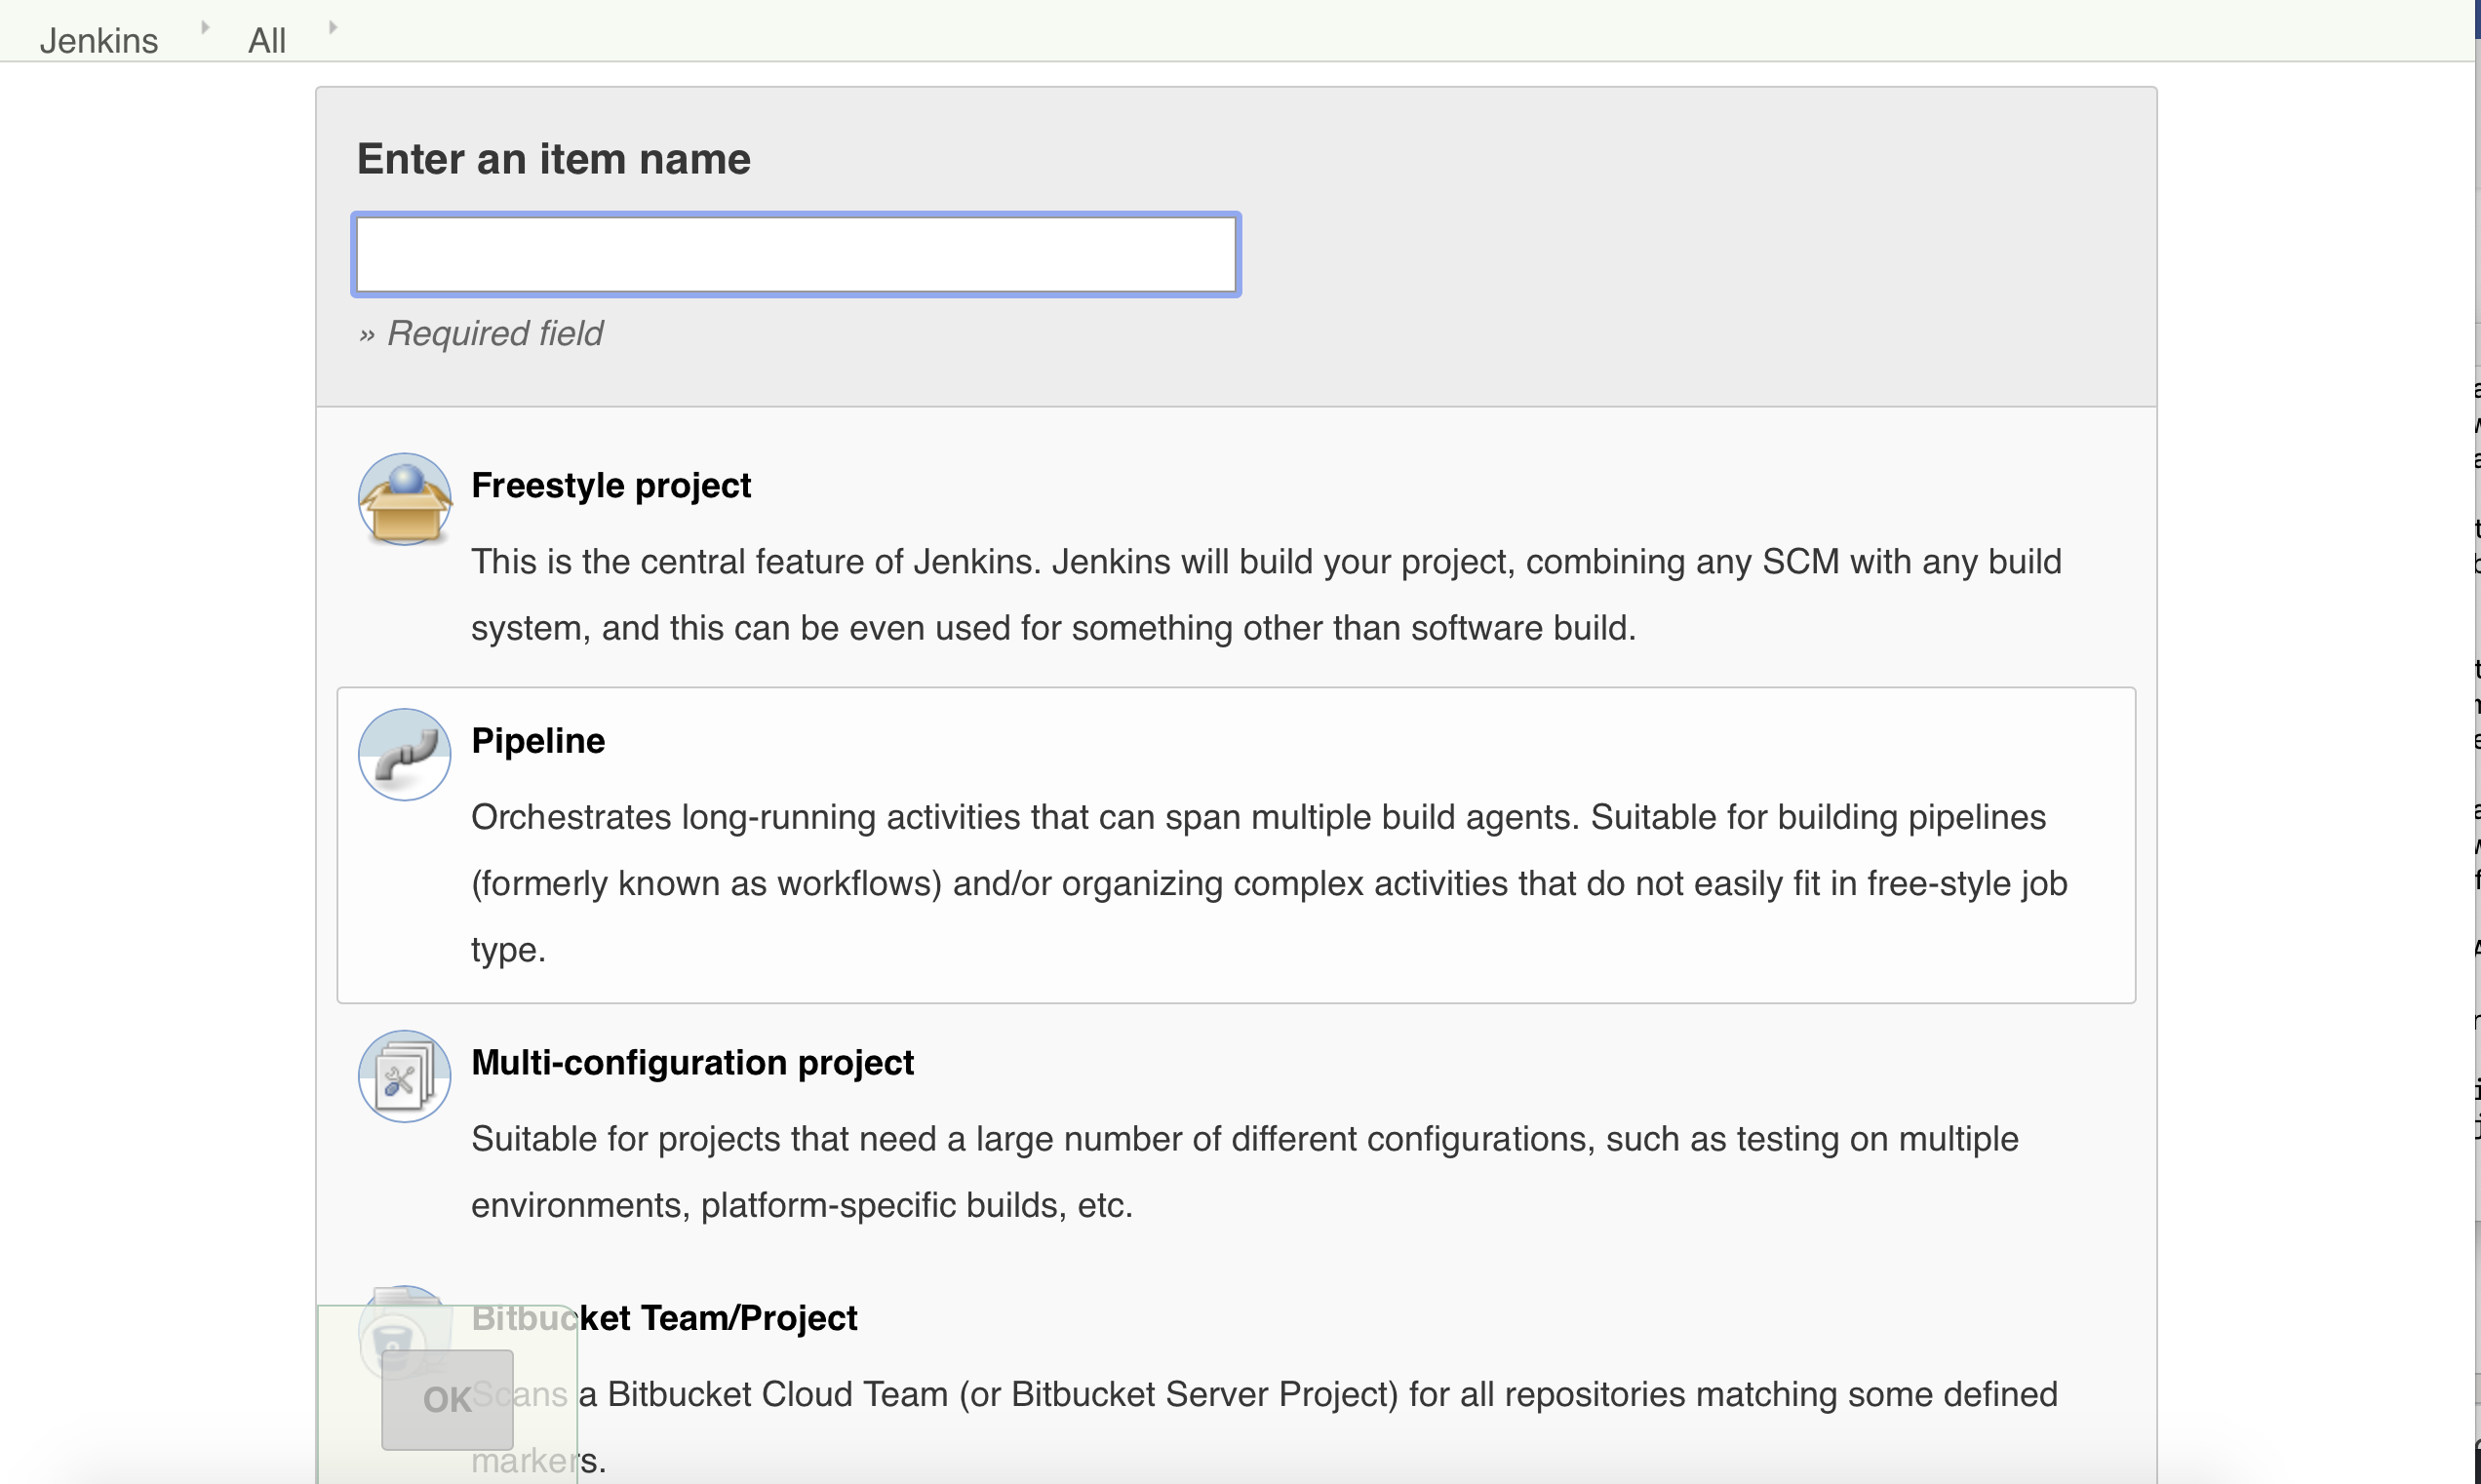 Jenkins All
Enter an item name
» Required field
Freestyle project
This is the central feature of Jenkins. Jenkins will build your project, combining any SCM with any build
system, and this can be even used for something other than software build.
Pipeline
Orchestrates long-running activities that can span multiple build agents. Suitable for building pipelines
(formerly known as workflows) and/or organizing complex activities that do not easily fit in free-style job
type.
Multi-configuration project
Suitable for projects that need a large number of different configurations, such as testing on multiple
environments, platform-specific builds, etc.
Bitbucket Team/Project
OK
Scans a Bitbucket Cloud Team (or Bitbucket Server Project) for all repositories matching some defined
markers.